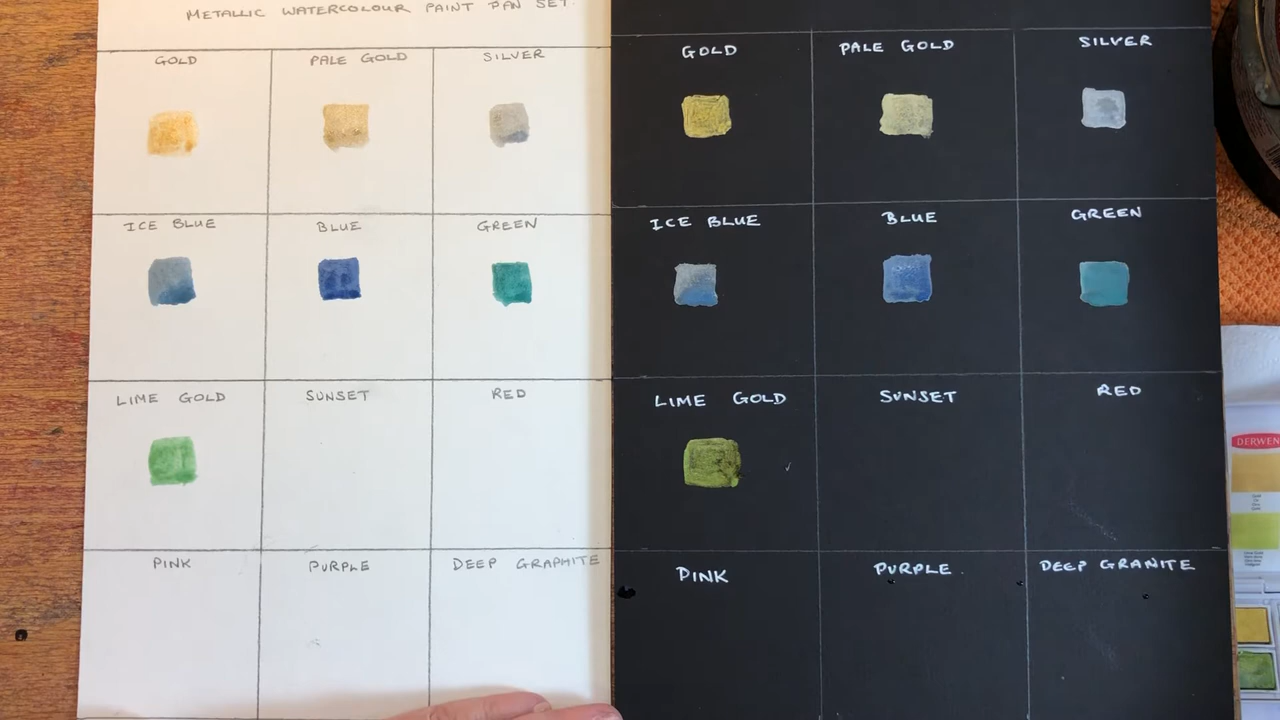 METALLIC WATERCOLOUR PAINT PAN SET.
GOLD PALE GOLD SILVER
ICE BLUE BLUE GREEN
LIME GOLD SUNSET RED
PINK PURPLE DEEP GRAPHITE
GOLD PALE GOLD SILVER
ICE BLUE BLUE GREEN
LIME GOLD SUNSET RED
PINK PURPLE DEEP GRANITE
DERWEN